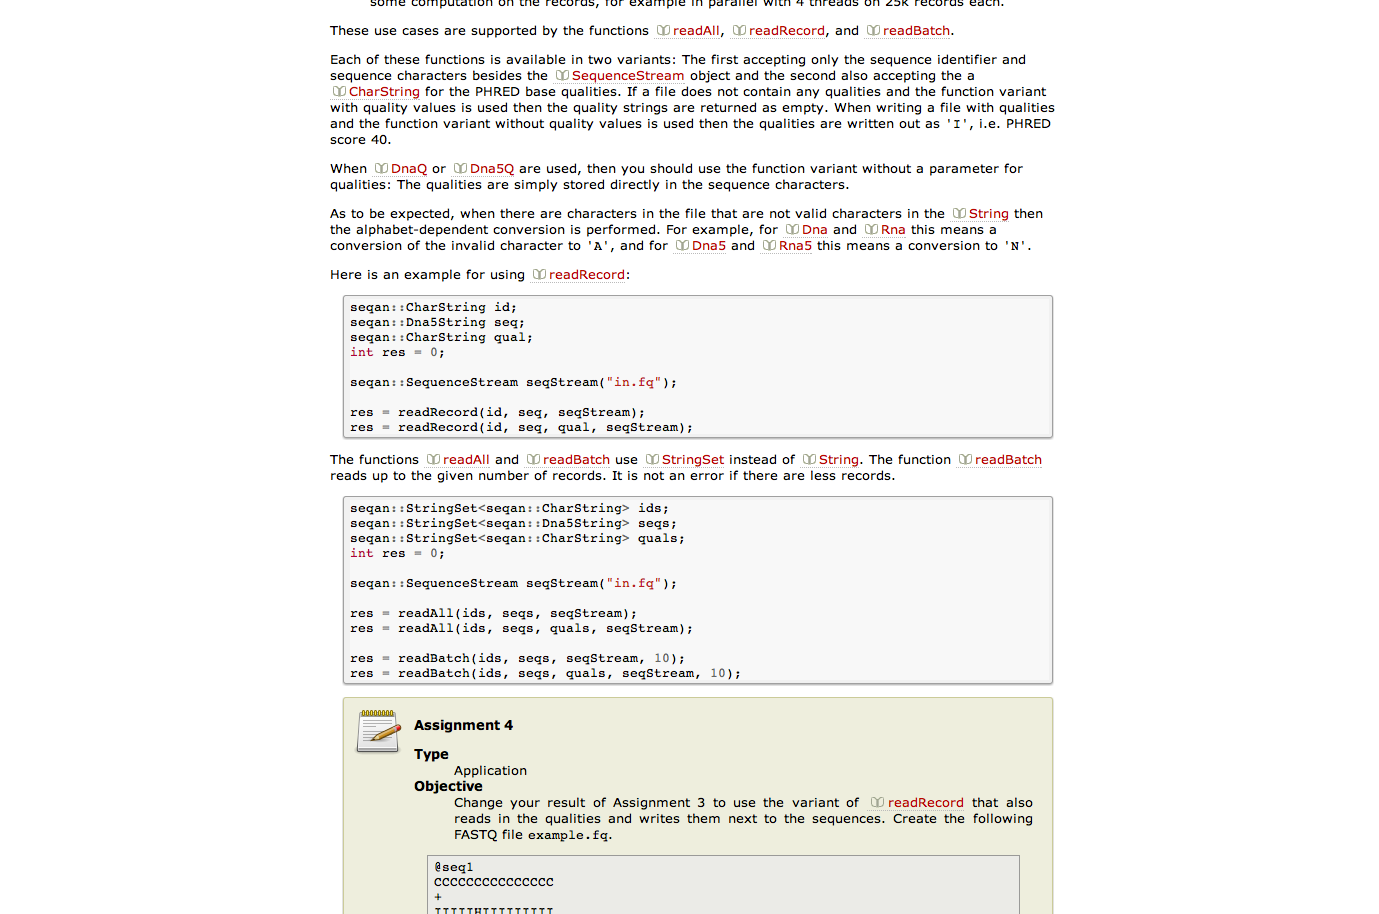 some computation on the records, for example in parallel with 4 threads on 25k records each.
These use cases are supported by the functions readAll, readRecord, and readBatch.
Each of these functions is available in two variants: The first accepting only the sequence identifier and
sequence characters besides the SequenceStream object and the second also accepting the a
CharString for the PHRED base qualities. If a file does not contain any qualities and the function variant
with quality values is used then the quality strings are returned as empty. When writing a file with qualities
and the function variant without quality values is used then the qualities are written out as 'I', i.e. PHRED
score 40.
When DnaQ or Dna5Q are used, then you should use the function variant without a parameter for
qualities: The qualities are simply stored directly in the sequence characters.
As to be expected, when there are characters in the file that are not valid characters in the String then
the alphabet-dependent conversion is performed. For example, for Dna and Rna this means a
conversion of the invalid character to 'A', and for Dna5 and Rna5 this means a conversion to 'N'.
Here is an example for using readRecord:
seqan::CharString id;
seqan::Dna5String seq;
seqan::CharString qual;
int res = 0;
seqan::SequenceStream seqStream("in.fq");
res = readRecord(id, seq, seqStream);
res = readRecord(id, seq, qual, seqStream);
The functions readAll and readBatch use StringSet instead of String. The function readBatch
reads up to the given number of records. It is not an error if there are less records.
seqan::StringSet<seqan::CharString> ids;
seqan::StringSet<seqan::Dna5String> seqs;
seqan::StringSet<seqan::CharString> quals;
int res = 0;
seqan::SequenceStream seqStream("in.fq");
res = readAll(ids, seqs, seqStream);
res = readAll(ids, seqs, quals, seqStream);
res = readBatch(ids, seqs, seqStream, 10);
res = readBatch(ids, seqs, quals, seqStream, 10);
Assignment 4
Type
Application
Objective
Change your result of Assignment 3 to use the variant of readRecord that also
reads in the qualities and writes them next to the sequences. Create the following
FASTQ file example.fq.
@seq1
CCCCCCCCCCCCCCC
+
IIIIIHIIIIIIIII